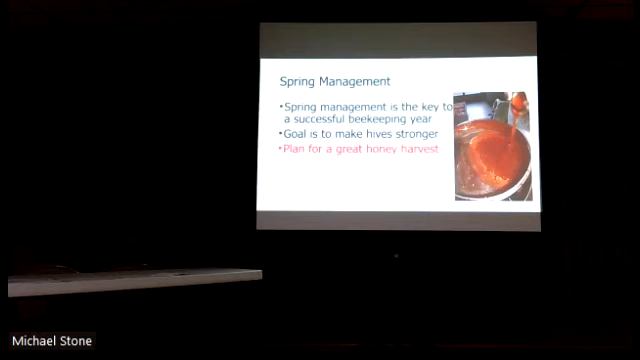 Spring Management
•Spring management is the key to
a successful beekeeping year
•Goal is to make hives stronger
•Plan for a great honey harvest
Michael Stone